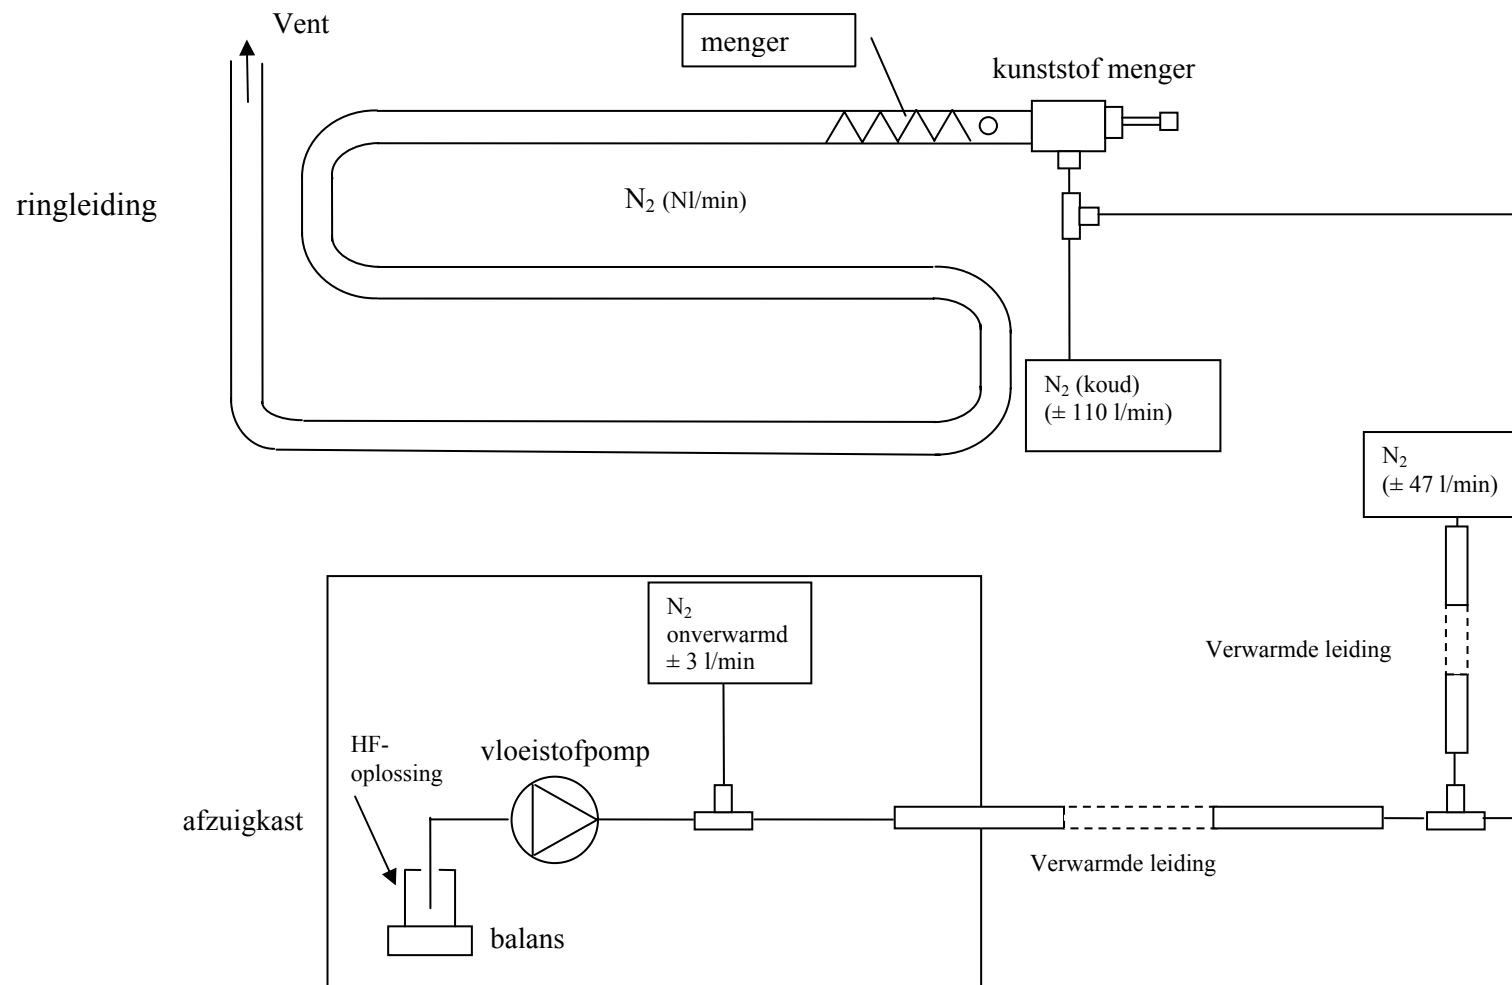 Vent
menger
kunststof menger
ringleiding
N₂ (Nl/min)
N₂ (koud)
(± 110 l/min)
N₂
(± 47 l/min)
N₂
onverwarmd
± 3 l/min
Verwarmde leiding
HF-
oplossing
vloeistofpomp
afzuigkast
Verwarmde leiding
balans